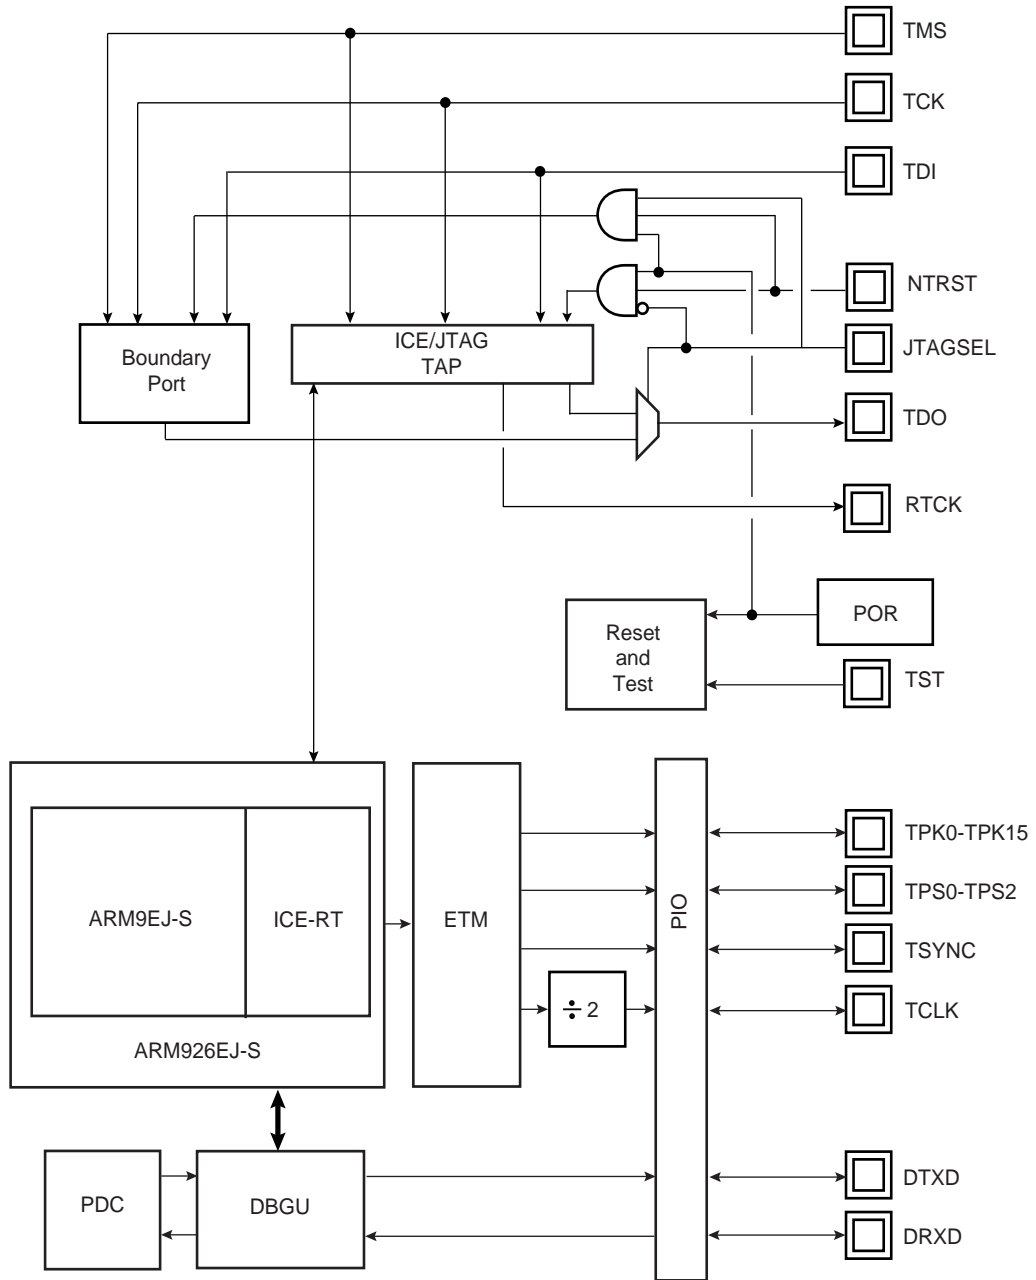 TMS
TCK
TDI
NTRST
JTAGSEL
TDO
RTCK
Boundary
Port
ICE/JTAG
TAP
POR
Reset
and
Test
TST
ARM9EJ-S
ICE-RT
ARM926EJ-S
ETM
÷ 2
PIO
TPK0-TPK15
TPS0-TPS2
TSYNC
TCLK
PDC
DBGU
DTXD
DRXD